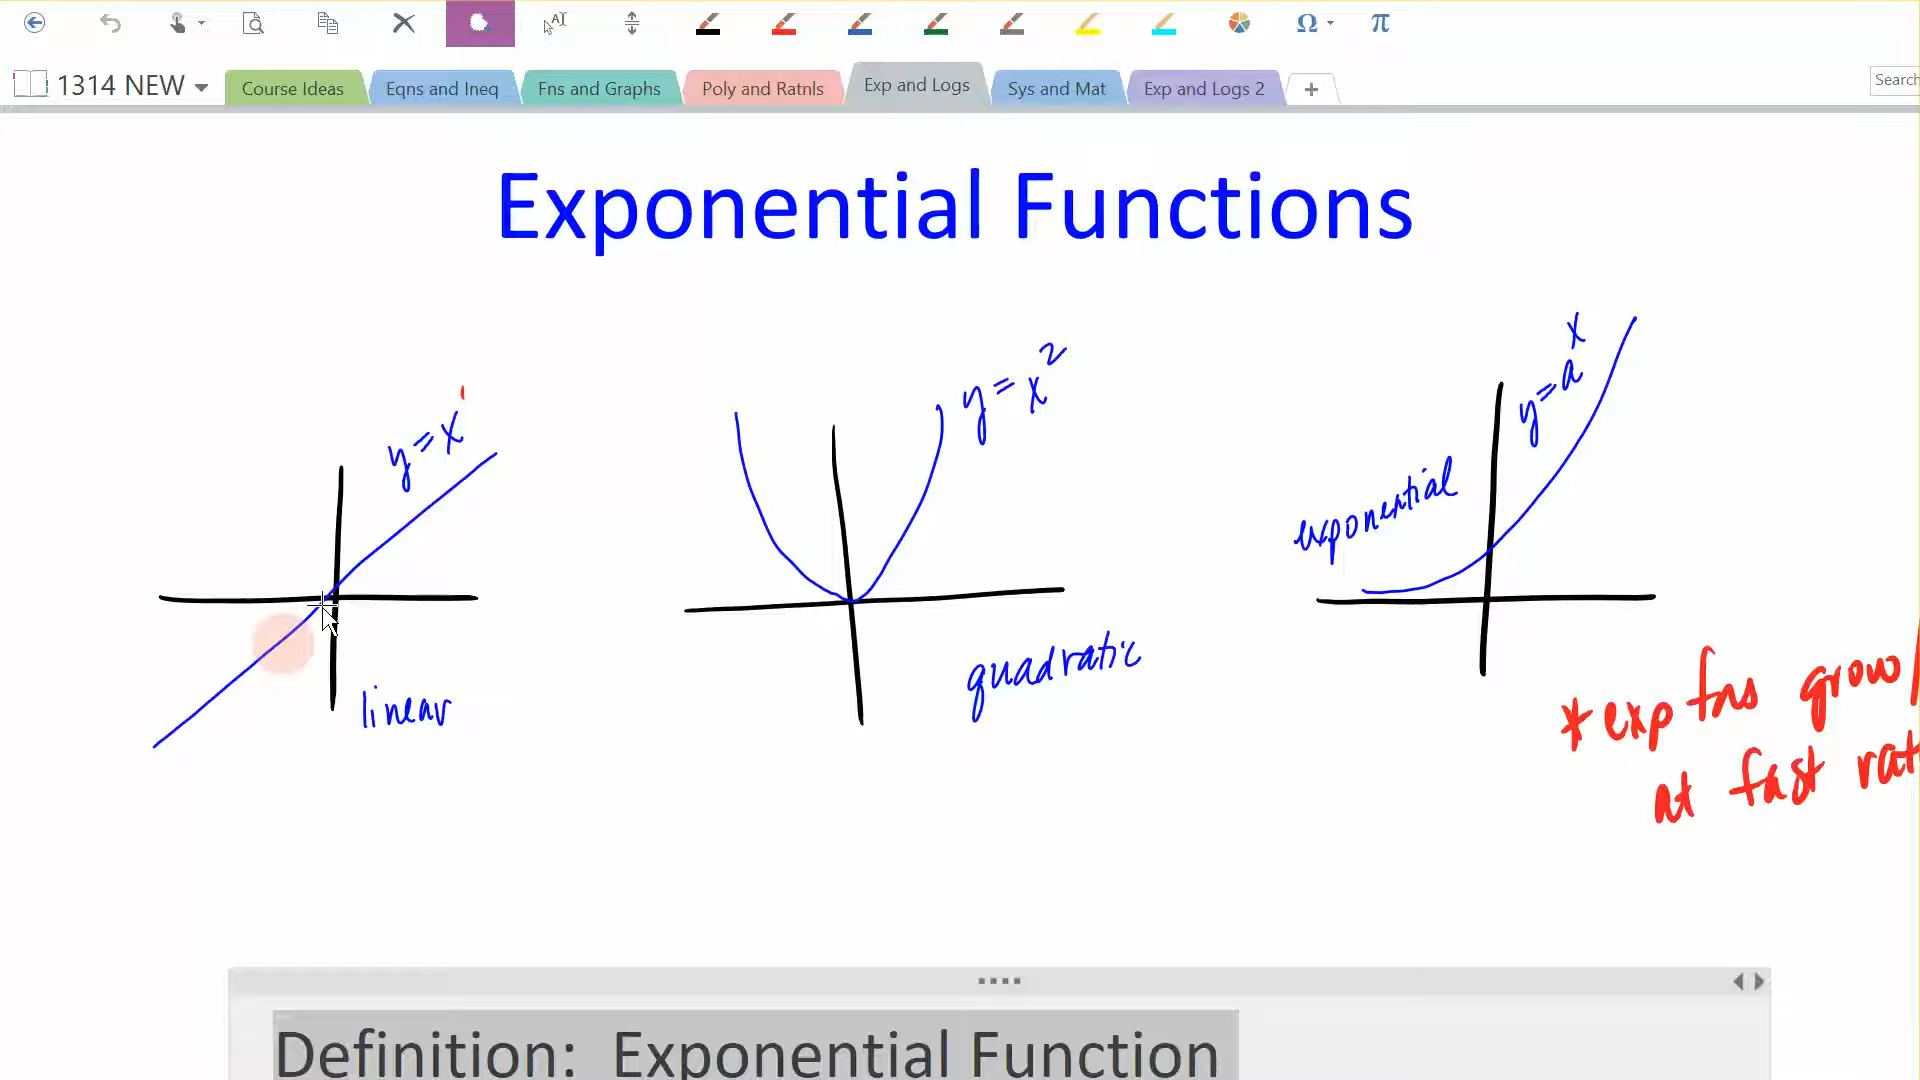 1314 NEW
Course Ideas
Eqns and Ineq
Fns and Graphs
Poly and Ratnls
Exp and Logs
Sys and Mat
Exp and Logs 2
+
Search
Exponential Functions
y = x¹
y = x²
y = aˣ
exponential
linear
quadratic
* exp fns grow/
at fast rat
Definition: Exponential Function